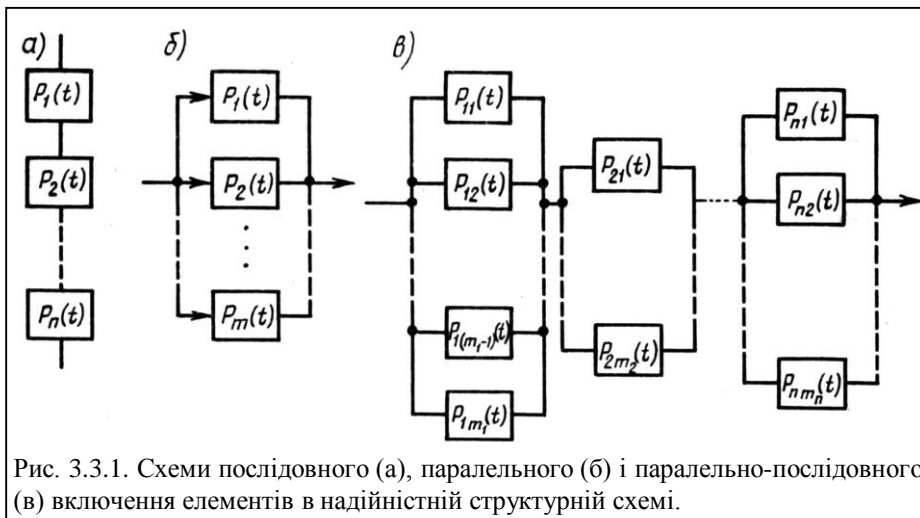 а)
P₁(t)
P₂(t)
Pₙ(t)
б)
P₁(t)
P₂(t)
Pₘ(t)
в)
P₁₁(t)
P₁₂(t)
P₁₍ₘ₁₋₁₎(t)
P₁ₘ₁(t)
P₂₁(t)
P₂ₘ₂(t)
Pₙ₁(t)
Pₙ₂(t)
Pₙₘₙ(t)
Рис. 3.3.1. Схеми послідовного (а), паралельного (б) і паралельно-послідовного
(в) включення елементів в надійністній структурній схемі.